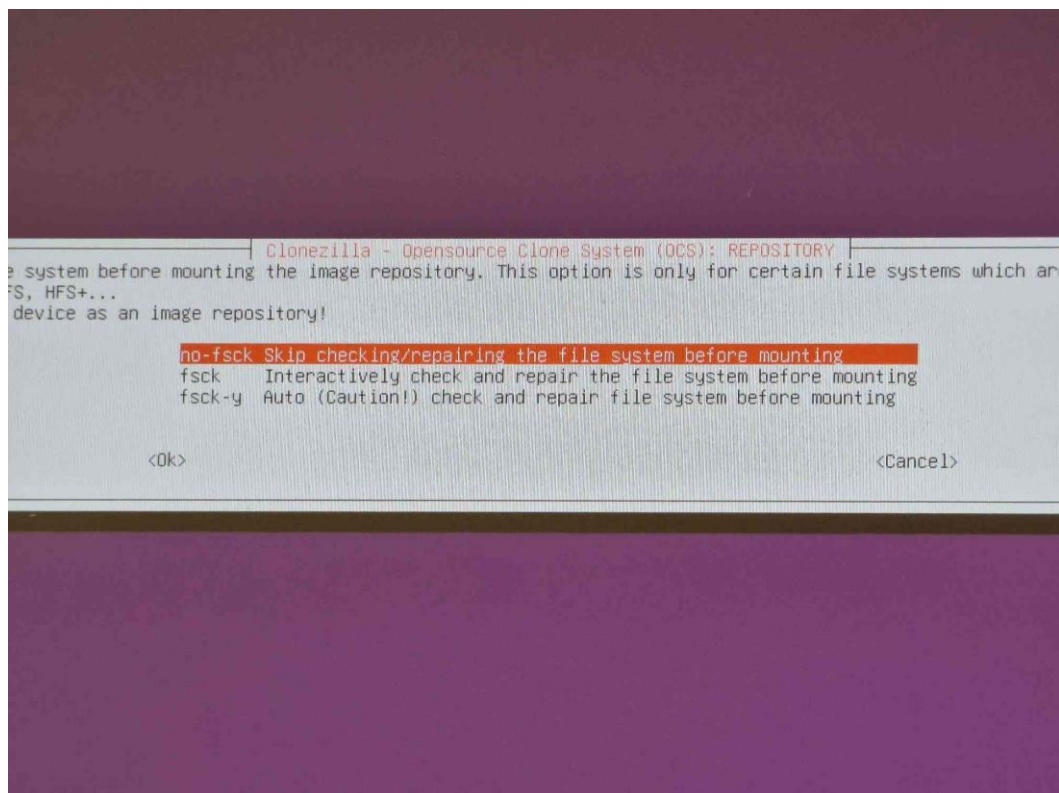 Clonezilla - Opensource Clone System (OCS): REPOSITORY
e system before mounting the image repository. This option is only for certain file systems which ar
FS, HFS+...
device as an image repository!
no-fsck Skip checking/repairing the file system before mounting
fsck Interactively check and repair the file system before mounting
fsck-y Auto (Caution!) check and repair file system before mounting
<Ok> <Cancel>